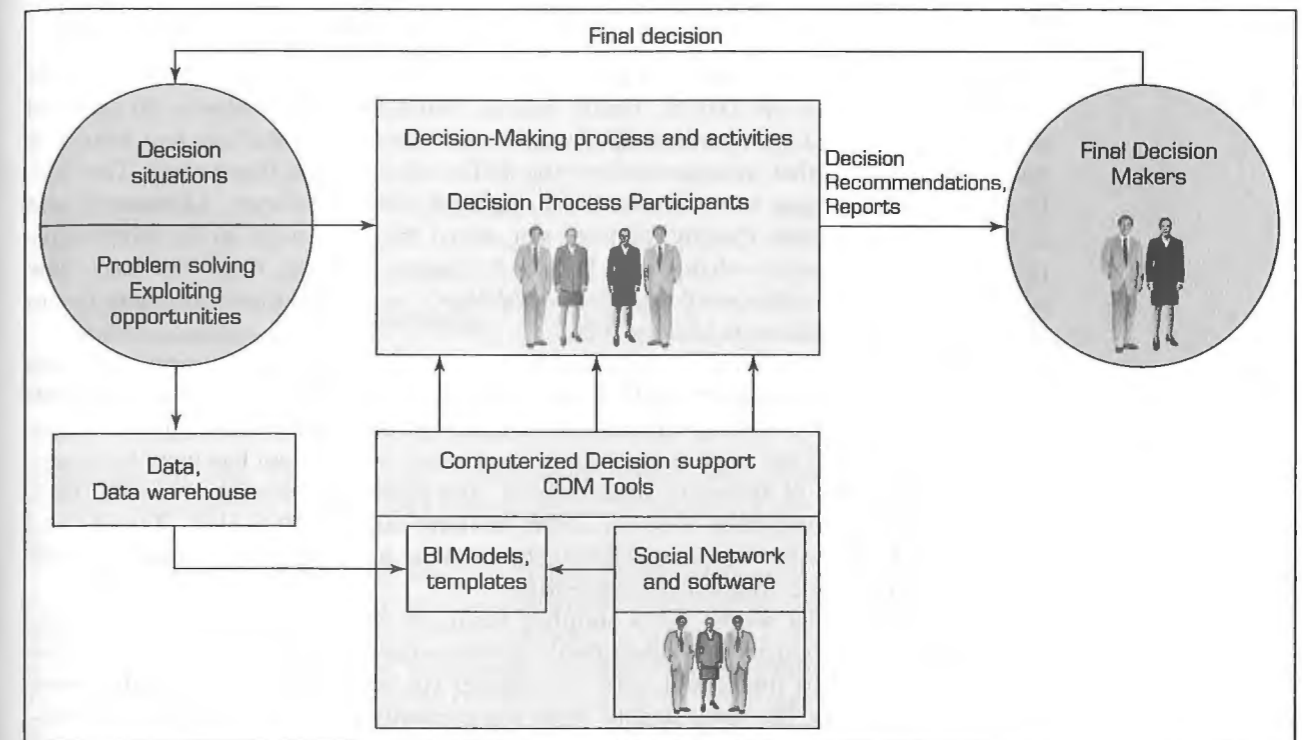 Final decision
Decision
situations
Problem solving
Exploiting
opportunities
Decision-Making process and activities
Decision Process Participants
Decision
Recommendations,
Reports
Final Decision
Makers
Data,
Data warehouse
Computerized Decision support
CDM Tools
BI Models,
templates
Social Network
and software